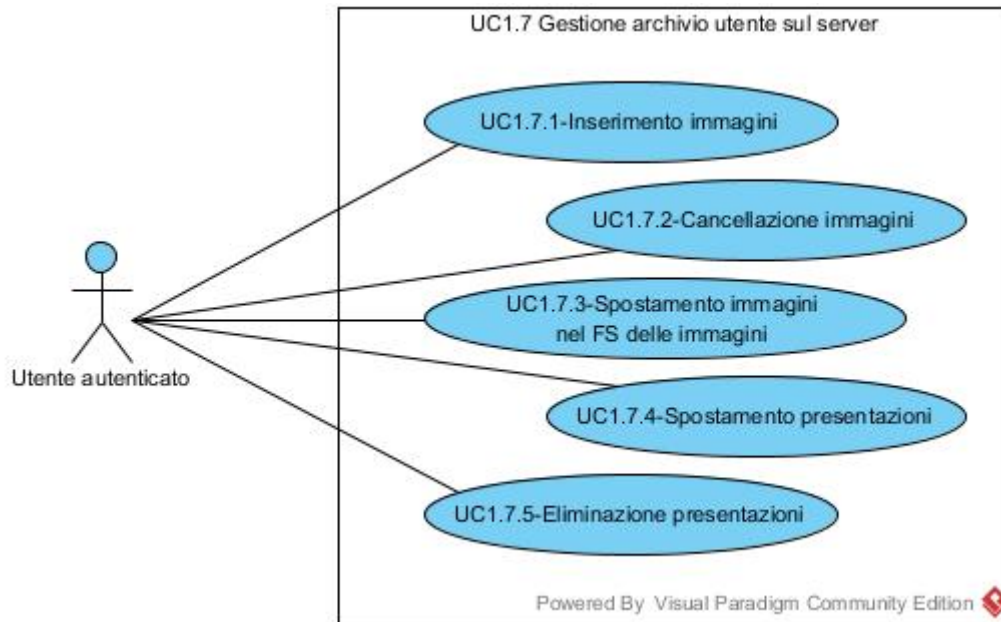 UC1.7 Gestione archivio utente sul server
UC1.7.1-Inserimento immagini
UC1.7.2-Cancellazione immagini
UC1.7.3-Spostamento immagini
nel FS delle immagini
Utente autenticato
UC1.7.4-Spostamento presentazioni
UC1.7.5-Eliminazione presentazioni
Powered By Visual Paradigm Community Edition